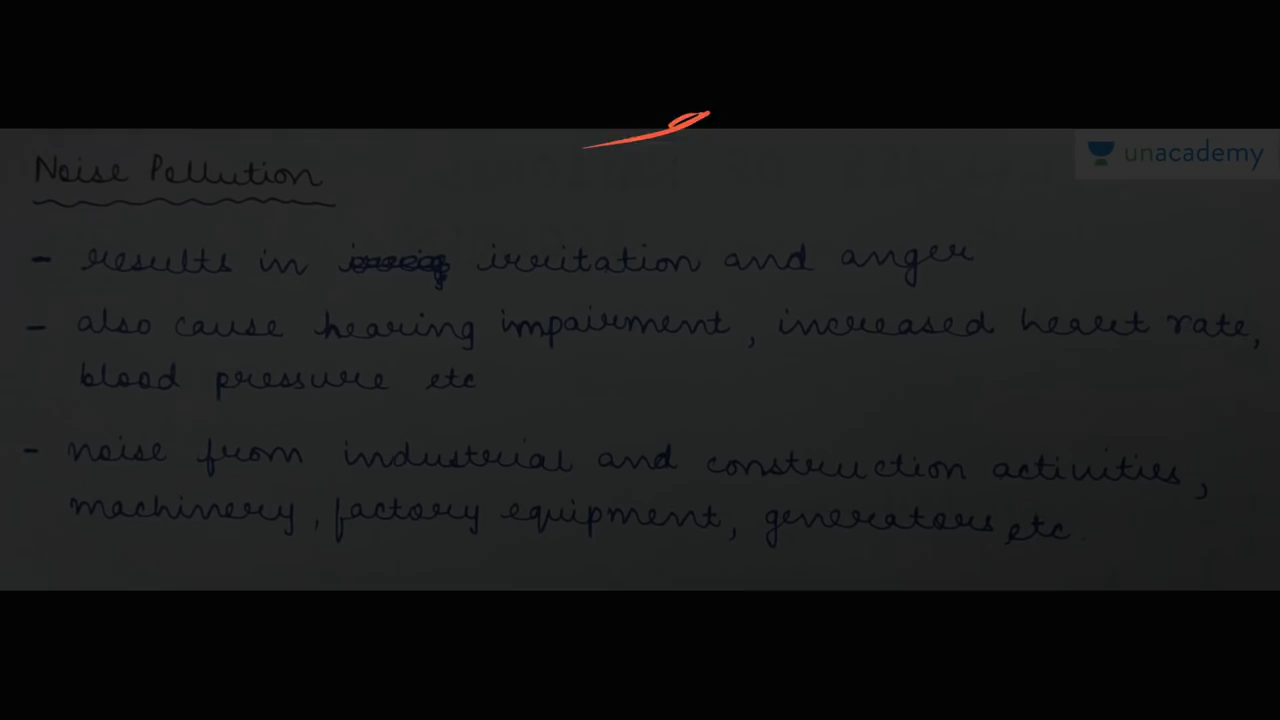 unacademy
Noise Pollution
- results in irritation and anger
- also cause hearing impairment, increased heart rate,
blood pressure etc
- noise from industrial and construction activities,
machinery, factory equipment, generators, etc.